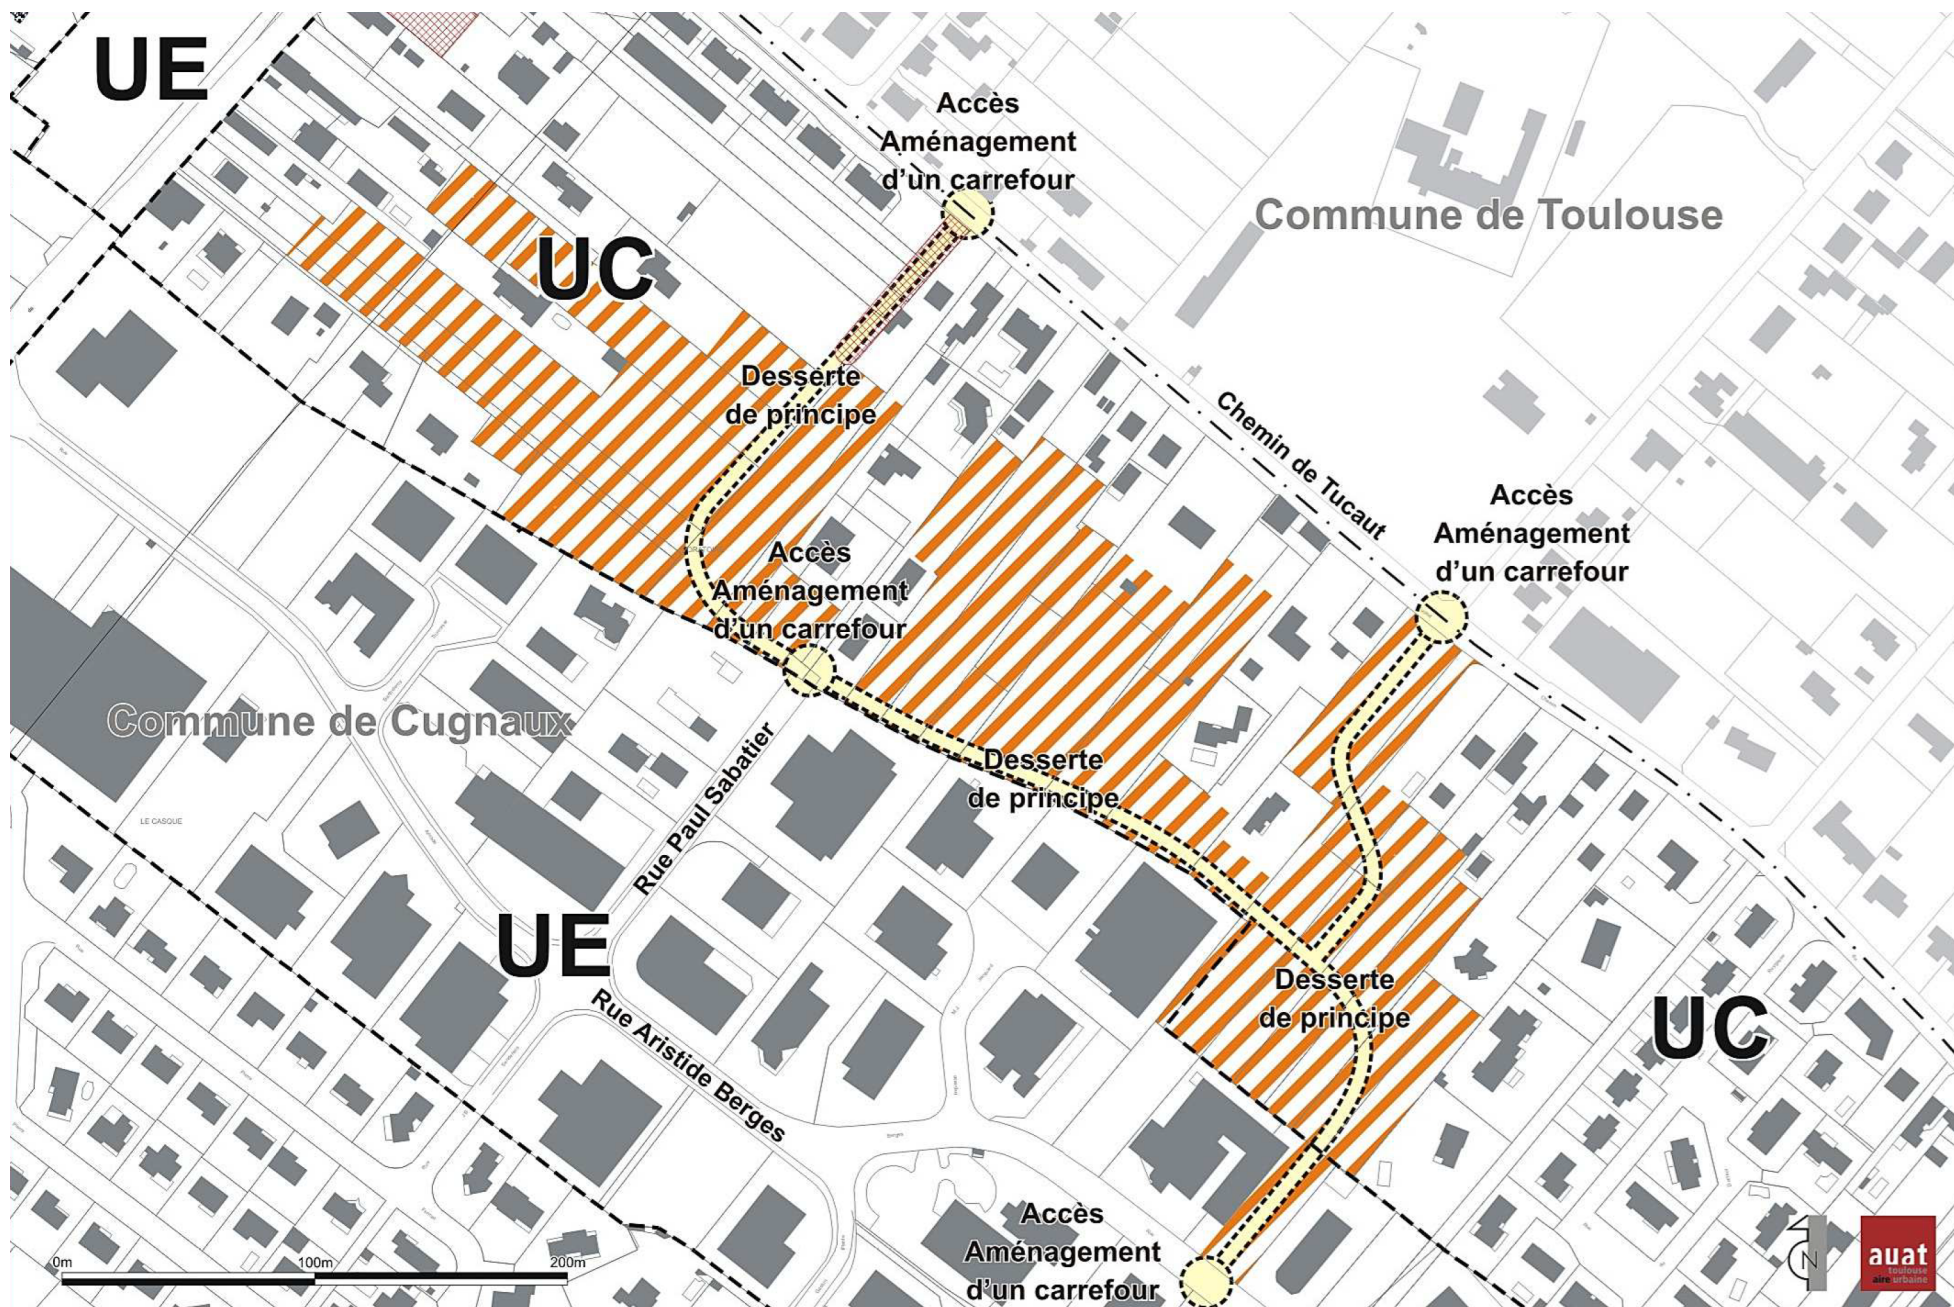 UE
Accès
Aménagement
d'un carrefour
Commune de Toulouse
UC
Desserte
de principe
Chemin de Tucaut
Accès
Aménagement
d'un carrefour
Accès
Aménagement
d'un carrefour
Commune de Cugnaux
Desserte
de principe
Rue Paul Sabatier
LE CASQUE
UE
Desserte
de principe
UC
Rue Aristide Berges
Berges
Accès
Aménagement
d'un carrefour
0m 100m 200m
N
auat
toulouse
aire urbaine